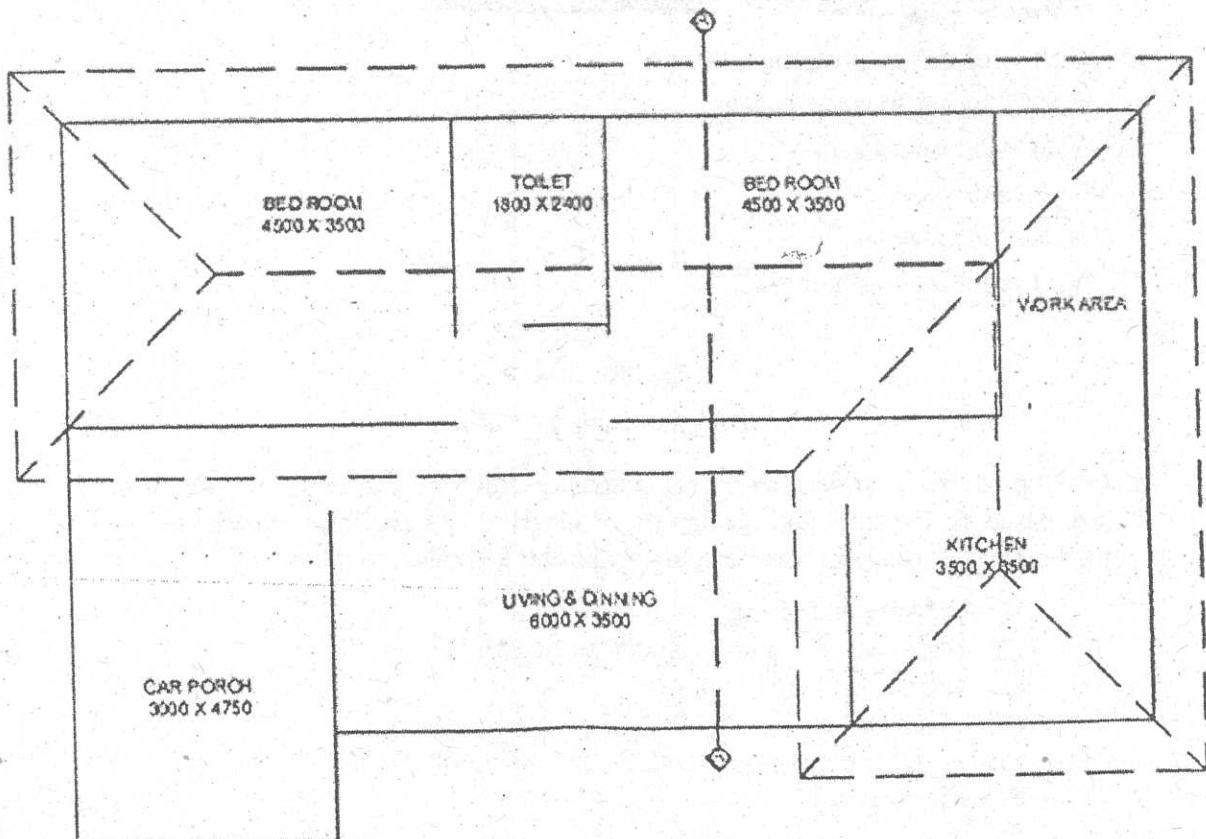 BED ROOM
4500 X 3500
TOILET
1800 X 2400
BED ROOM
4500 X 3500
WORK AREA
KITCHEN
3500 X 3500
LIVING & DINNING
6000 X 3500
CAR PORCH
3000 X 4750